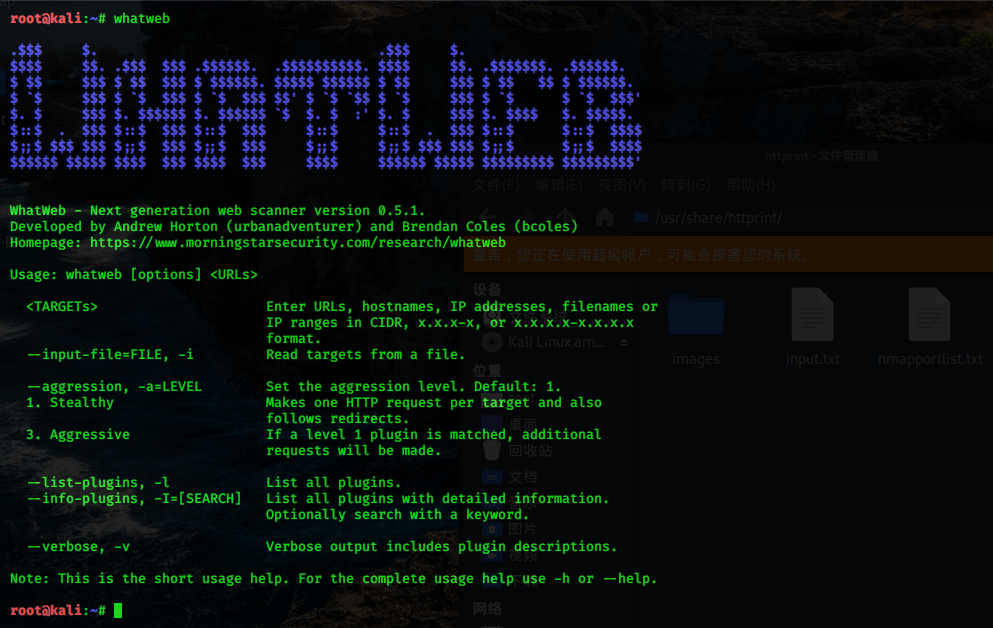 root@kali:~# whatweb
WhatWeb - Next generation web scanner version 0.5.1.
Developed by Andrew Horton (urbanadventurer) and Brendan Coles (bcoles)
Homepage: https://www.morningstarsecurity.com/research/whatweb
Usage: whatweb [options] <URLs>
<TARGETs> Enter URLs, hostnames, IP addresses, filenames or
IP ranges in CIDR, x.x.x-x, or x.x.x.x-x.x.x.x
format.
--input-file=FILE, -i Read targets from a file.
--aggression, -a=LEVEL Set the aggression level. Default: 1.
1. Stealthy Makes one HTTP request per target and also
follows redirects.
3. Aggressive If a level 1 plugin is matched, additional
requests will be made.
--list-plugins, -l List all plugins.
--info-plugins, -I=[SEARCH] List all plugins with detailed information.
Optionally search with a keyword.
--verbose, -v Verbose output includes plugin descriptions.
Note: This is the short usage help. For the complete usage help use -h or --help.
root@kali:~#
httprint - 文件管理器
文件(F) 编辑(E) 视图(V) 转到(G) 帮助(H)
/usr/share/httprint/
警告，您正在使用超级帐户，可能会损害您的系统。
设备
Kali Linux am...
位置
桌面
回收站
文档
图片
视频
网络
images
input.txt
nmapportlist.txt